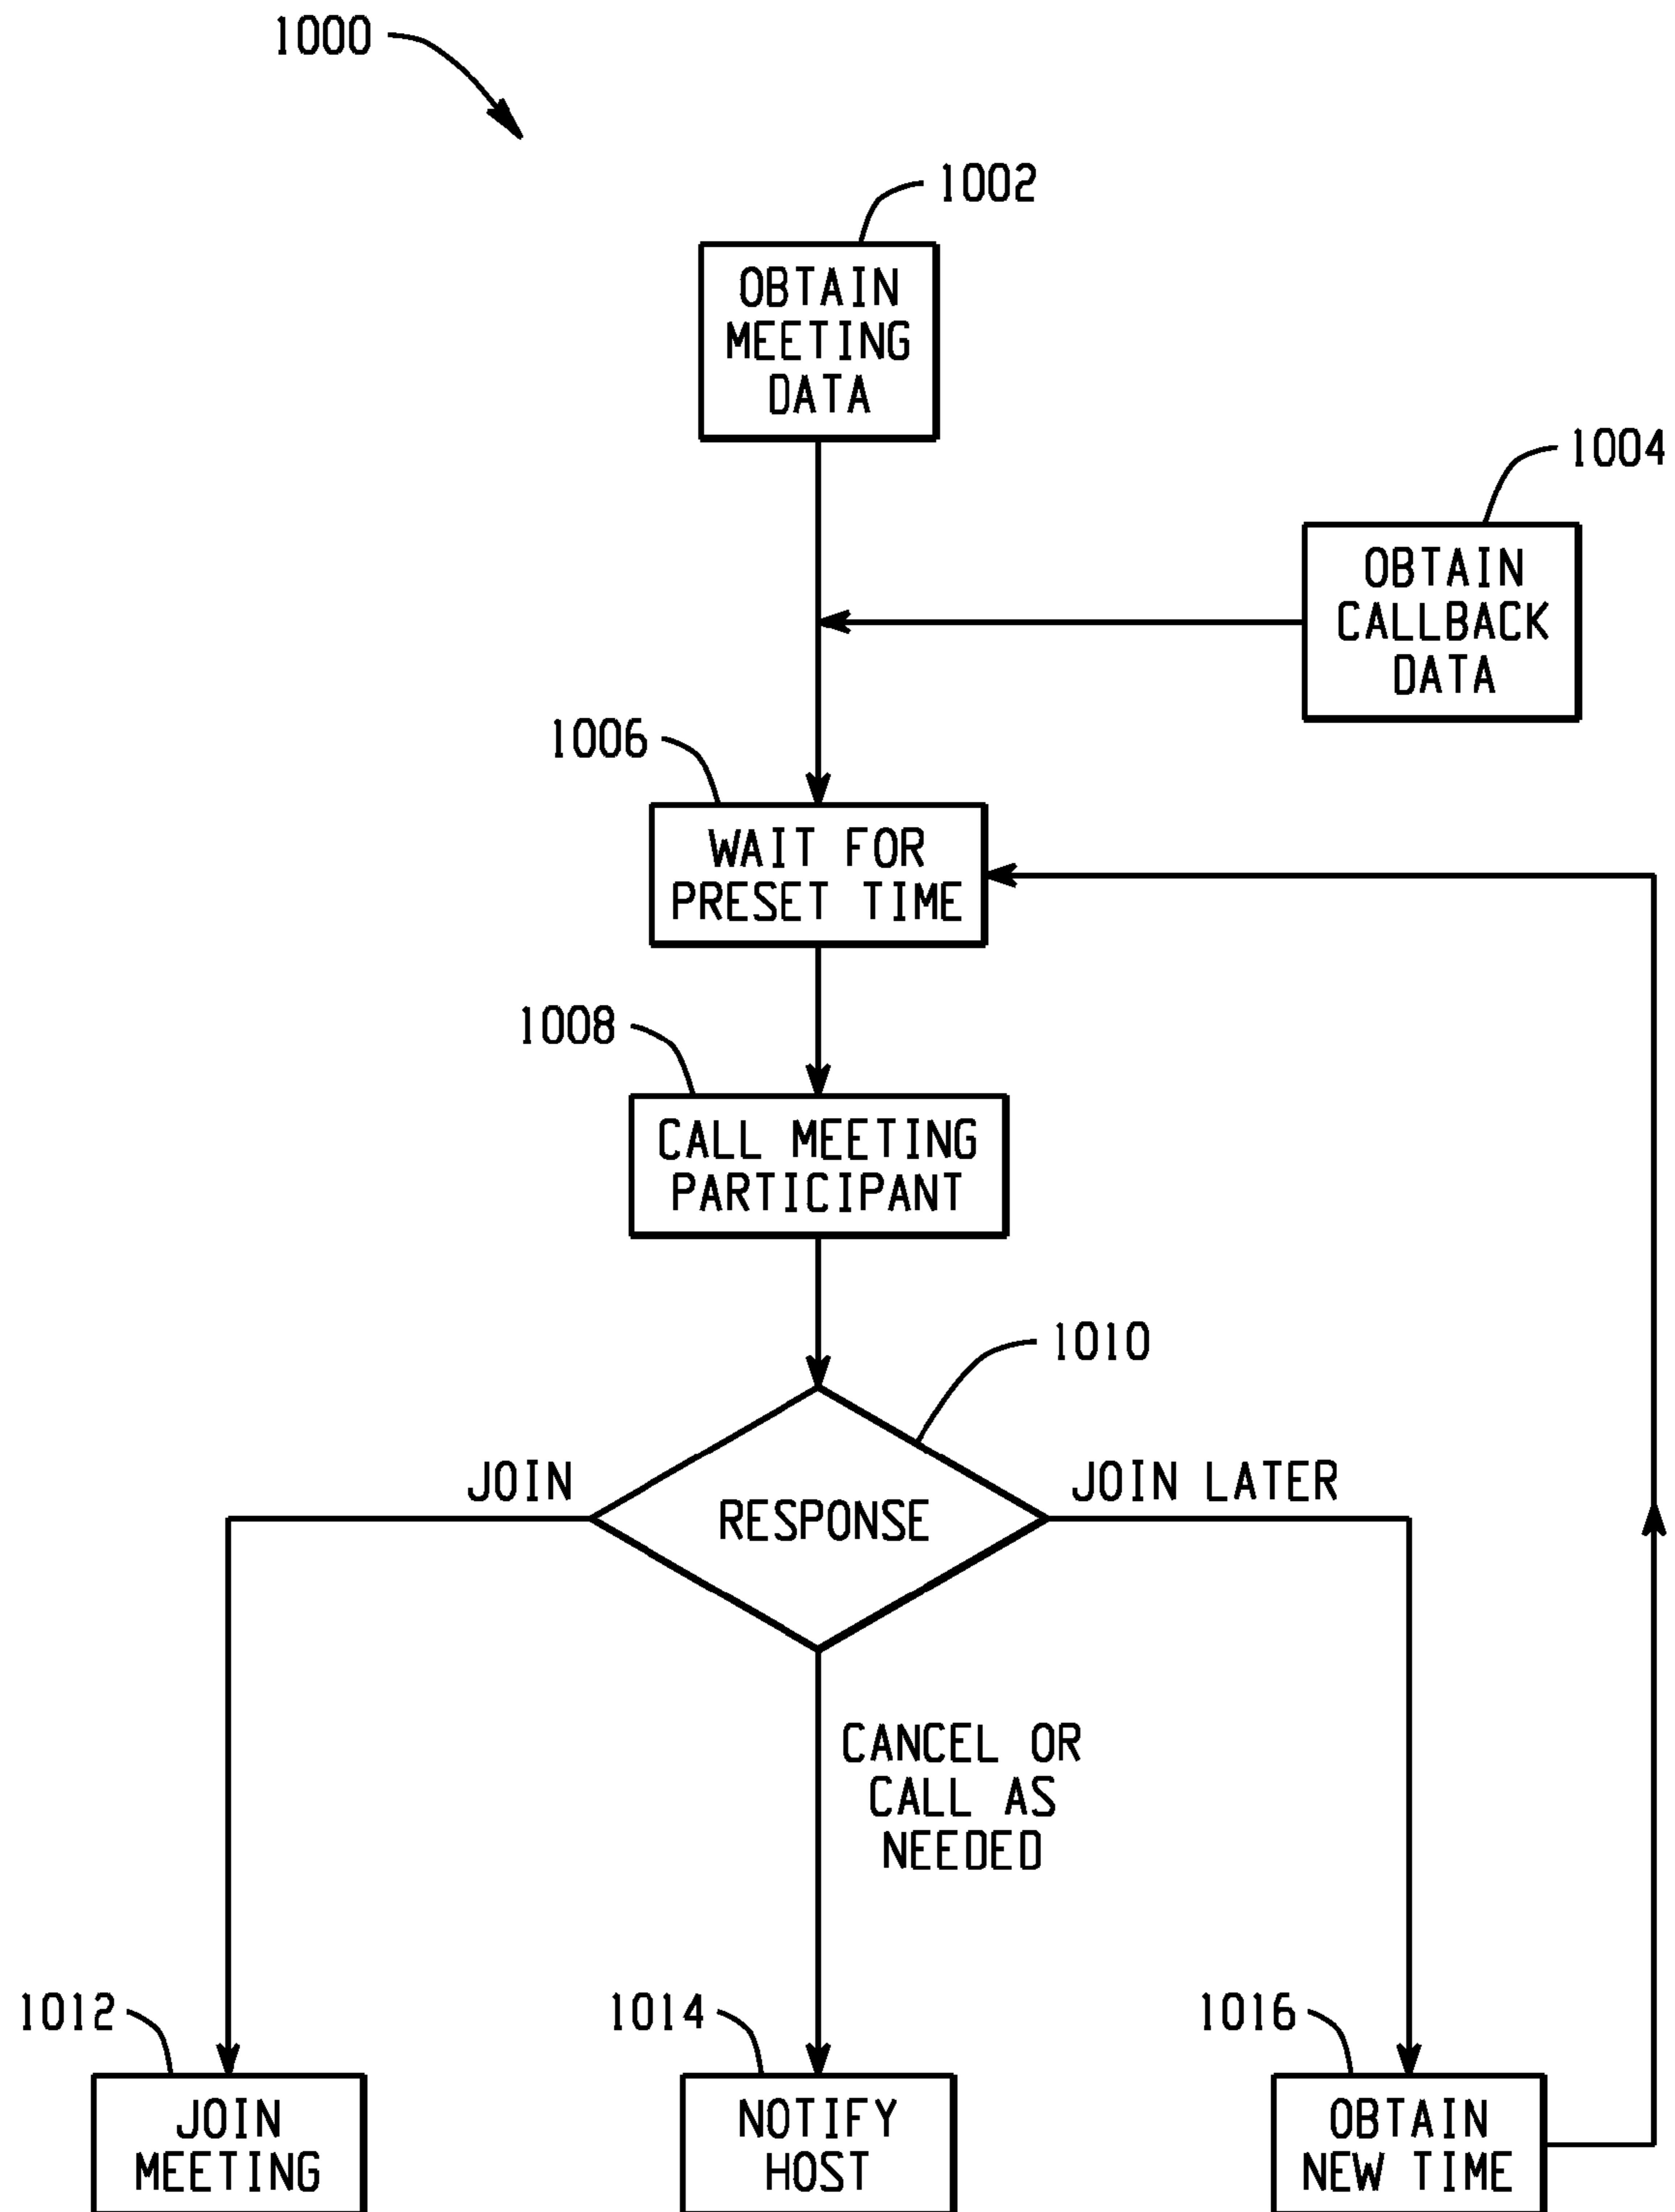 1000
1002
OBTAIN
MEETING
DATA
1004
OBTAIN
CALLBACK
DATA
1006
WAIT FOR
PRESET TIME
1008
CALL MEETING
PARTICIPANT
1010
JOIN
RESPONSE
JOIN LATER
CANCEL OR
CALL AS
NEEDED
1012
JOIN
MEETING
1014
NOTIFY
HOST
1016
OBTAIN
NEW TIME